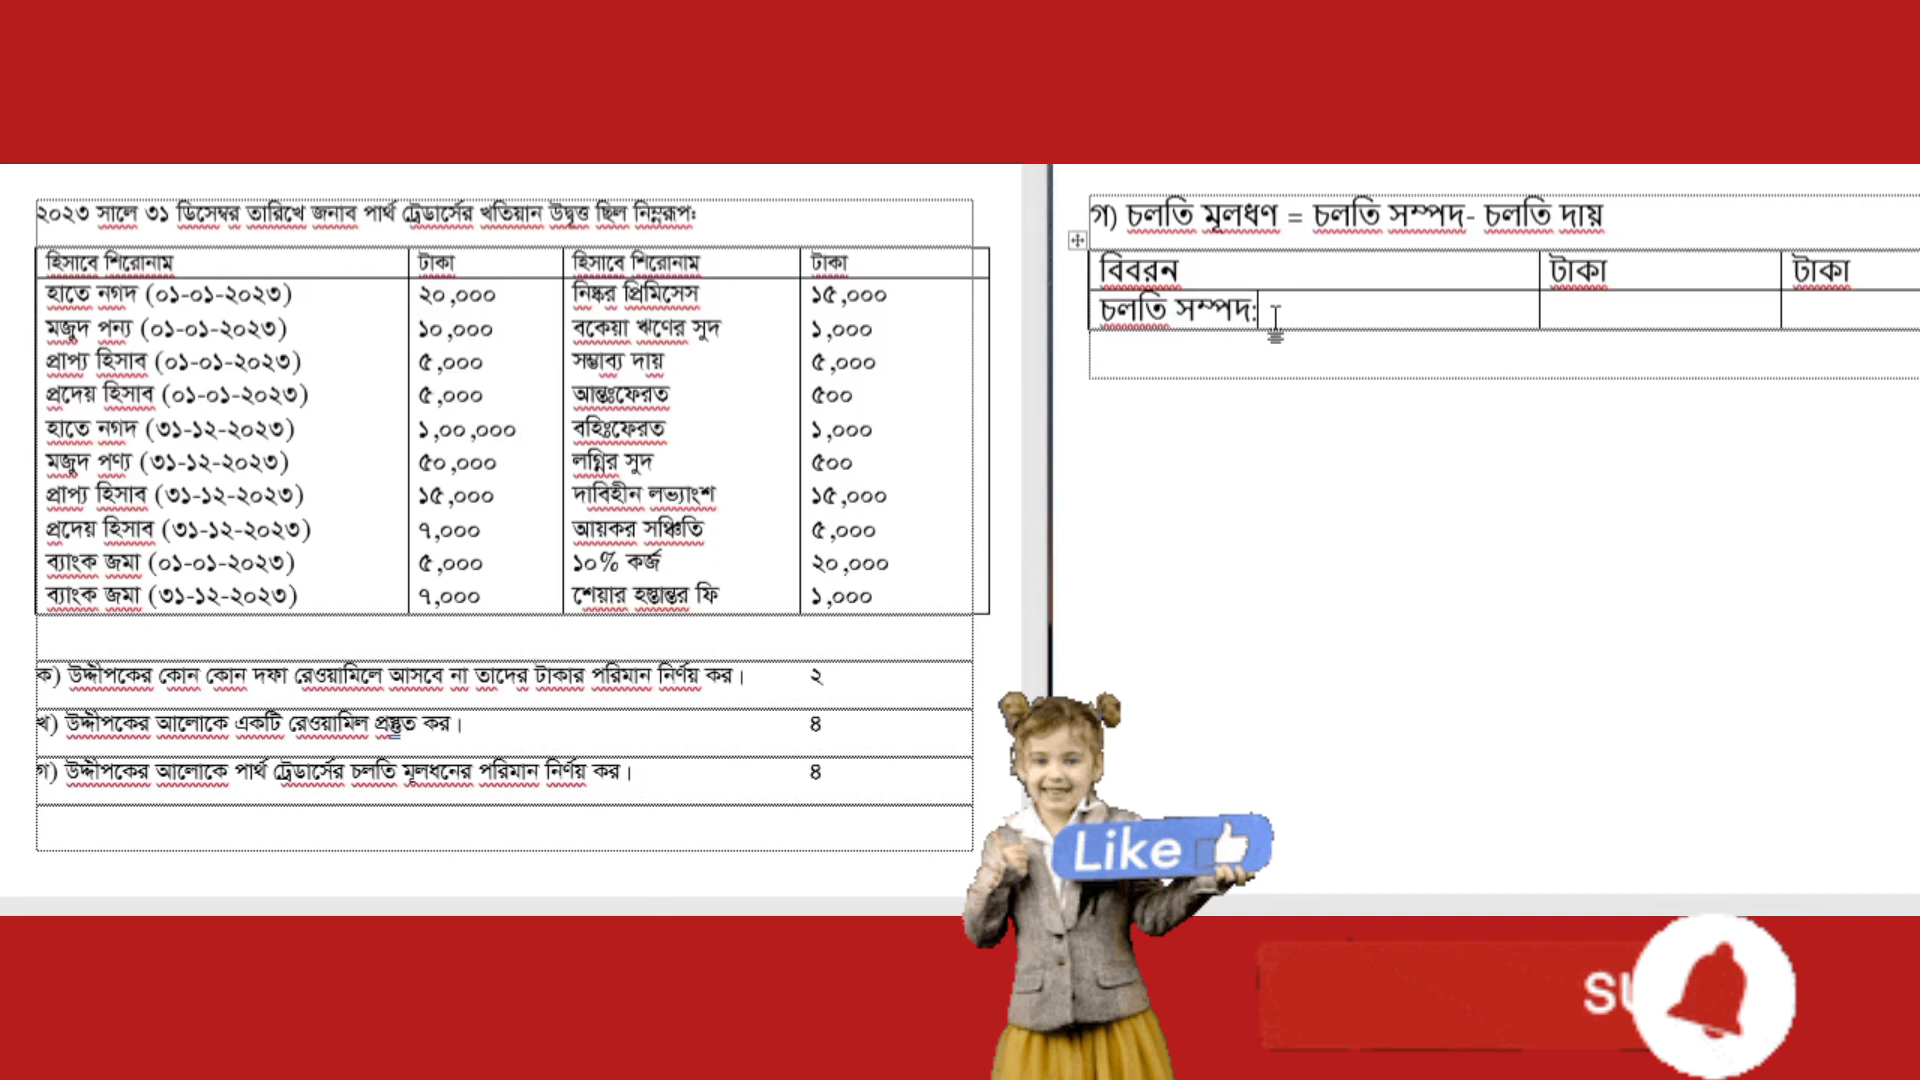 ২০২৩ সালে ৩১ ডিসেম্বর তারিখে জনাব পার্থ ট্রেডার্সের খতিয়ান উদ্বৃত্ত ছিল নিম্নরূপঃ
হিসাবে শিরোনাম টাকা হিসাবে শিরোনাম টাকা
হাতে নগদ (০১-০১-২০২৩) ২০,০০০ নিষ্কর প্রিমিসেস ১৫,০০০
মজুদ পন্য (০১-০১-২০২৩) ১০,০০০ বকেয়া ঋণের সুদ ১,০০০
প্রাপ্য হিসাব (০১-০১-২০২৩) ৫,০০০ সম্ভাব্য দায় ৫,০০০
প্রদেয় হিসাব (০১-০১-২০২৩) ৫,০০০ আন্তঃফেরত ৫০০
হাতে নগদ (৩১-১২-২০২৩) ১,০০,০০০ বহিঃফেরত ১,০০০
মজুদ পণ্য (৩১-১২-২০২৩) ৫০,০০০ লগ্নির সুদ ৫০০
প্রাপ্য হিসাব (৩১-১২-২০২৩) ১৫,০০০ দাবিহীন লভ্যাংশ ১৫,০০০
প্রদেয় হিসাব (৩১-১২-২০২৩) ৭,০০০ আয়কর সঞ্চিতি ৫,০০০
ব্যাংক জমা (০১-০১-২০২৩) ৫,০০০ ১০% কর্জ ২০,০০০
ব্যাংক জমা (৩১-১২-২০২৩) ৭,০০০ শেয়ার হস্তান্তর ফি ১,০০০
ক) উদ্দীপকের কোন কোন দফা রেওয়ামিলে আসবে না তাদের টাকার পরিমান নির্ণয় কর। ২
খ) উদ্দীপকের আলোকে একটি রেওয়ামিল প্রস্তুত কর। ৪
গ) উদ্দীপকের আলোকে পার্থ ট্রেডার্সের চলতি মূলধনের পরিমান নির্ণয় কর। ৪
গ) চলতি মূলধণ = চলতি সম্পদ- চলতি দায়
বিবরন টাকা টাকা
চলতি সম্পদ:
Like